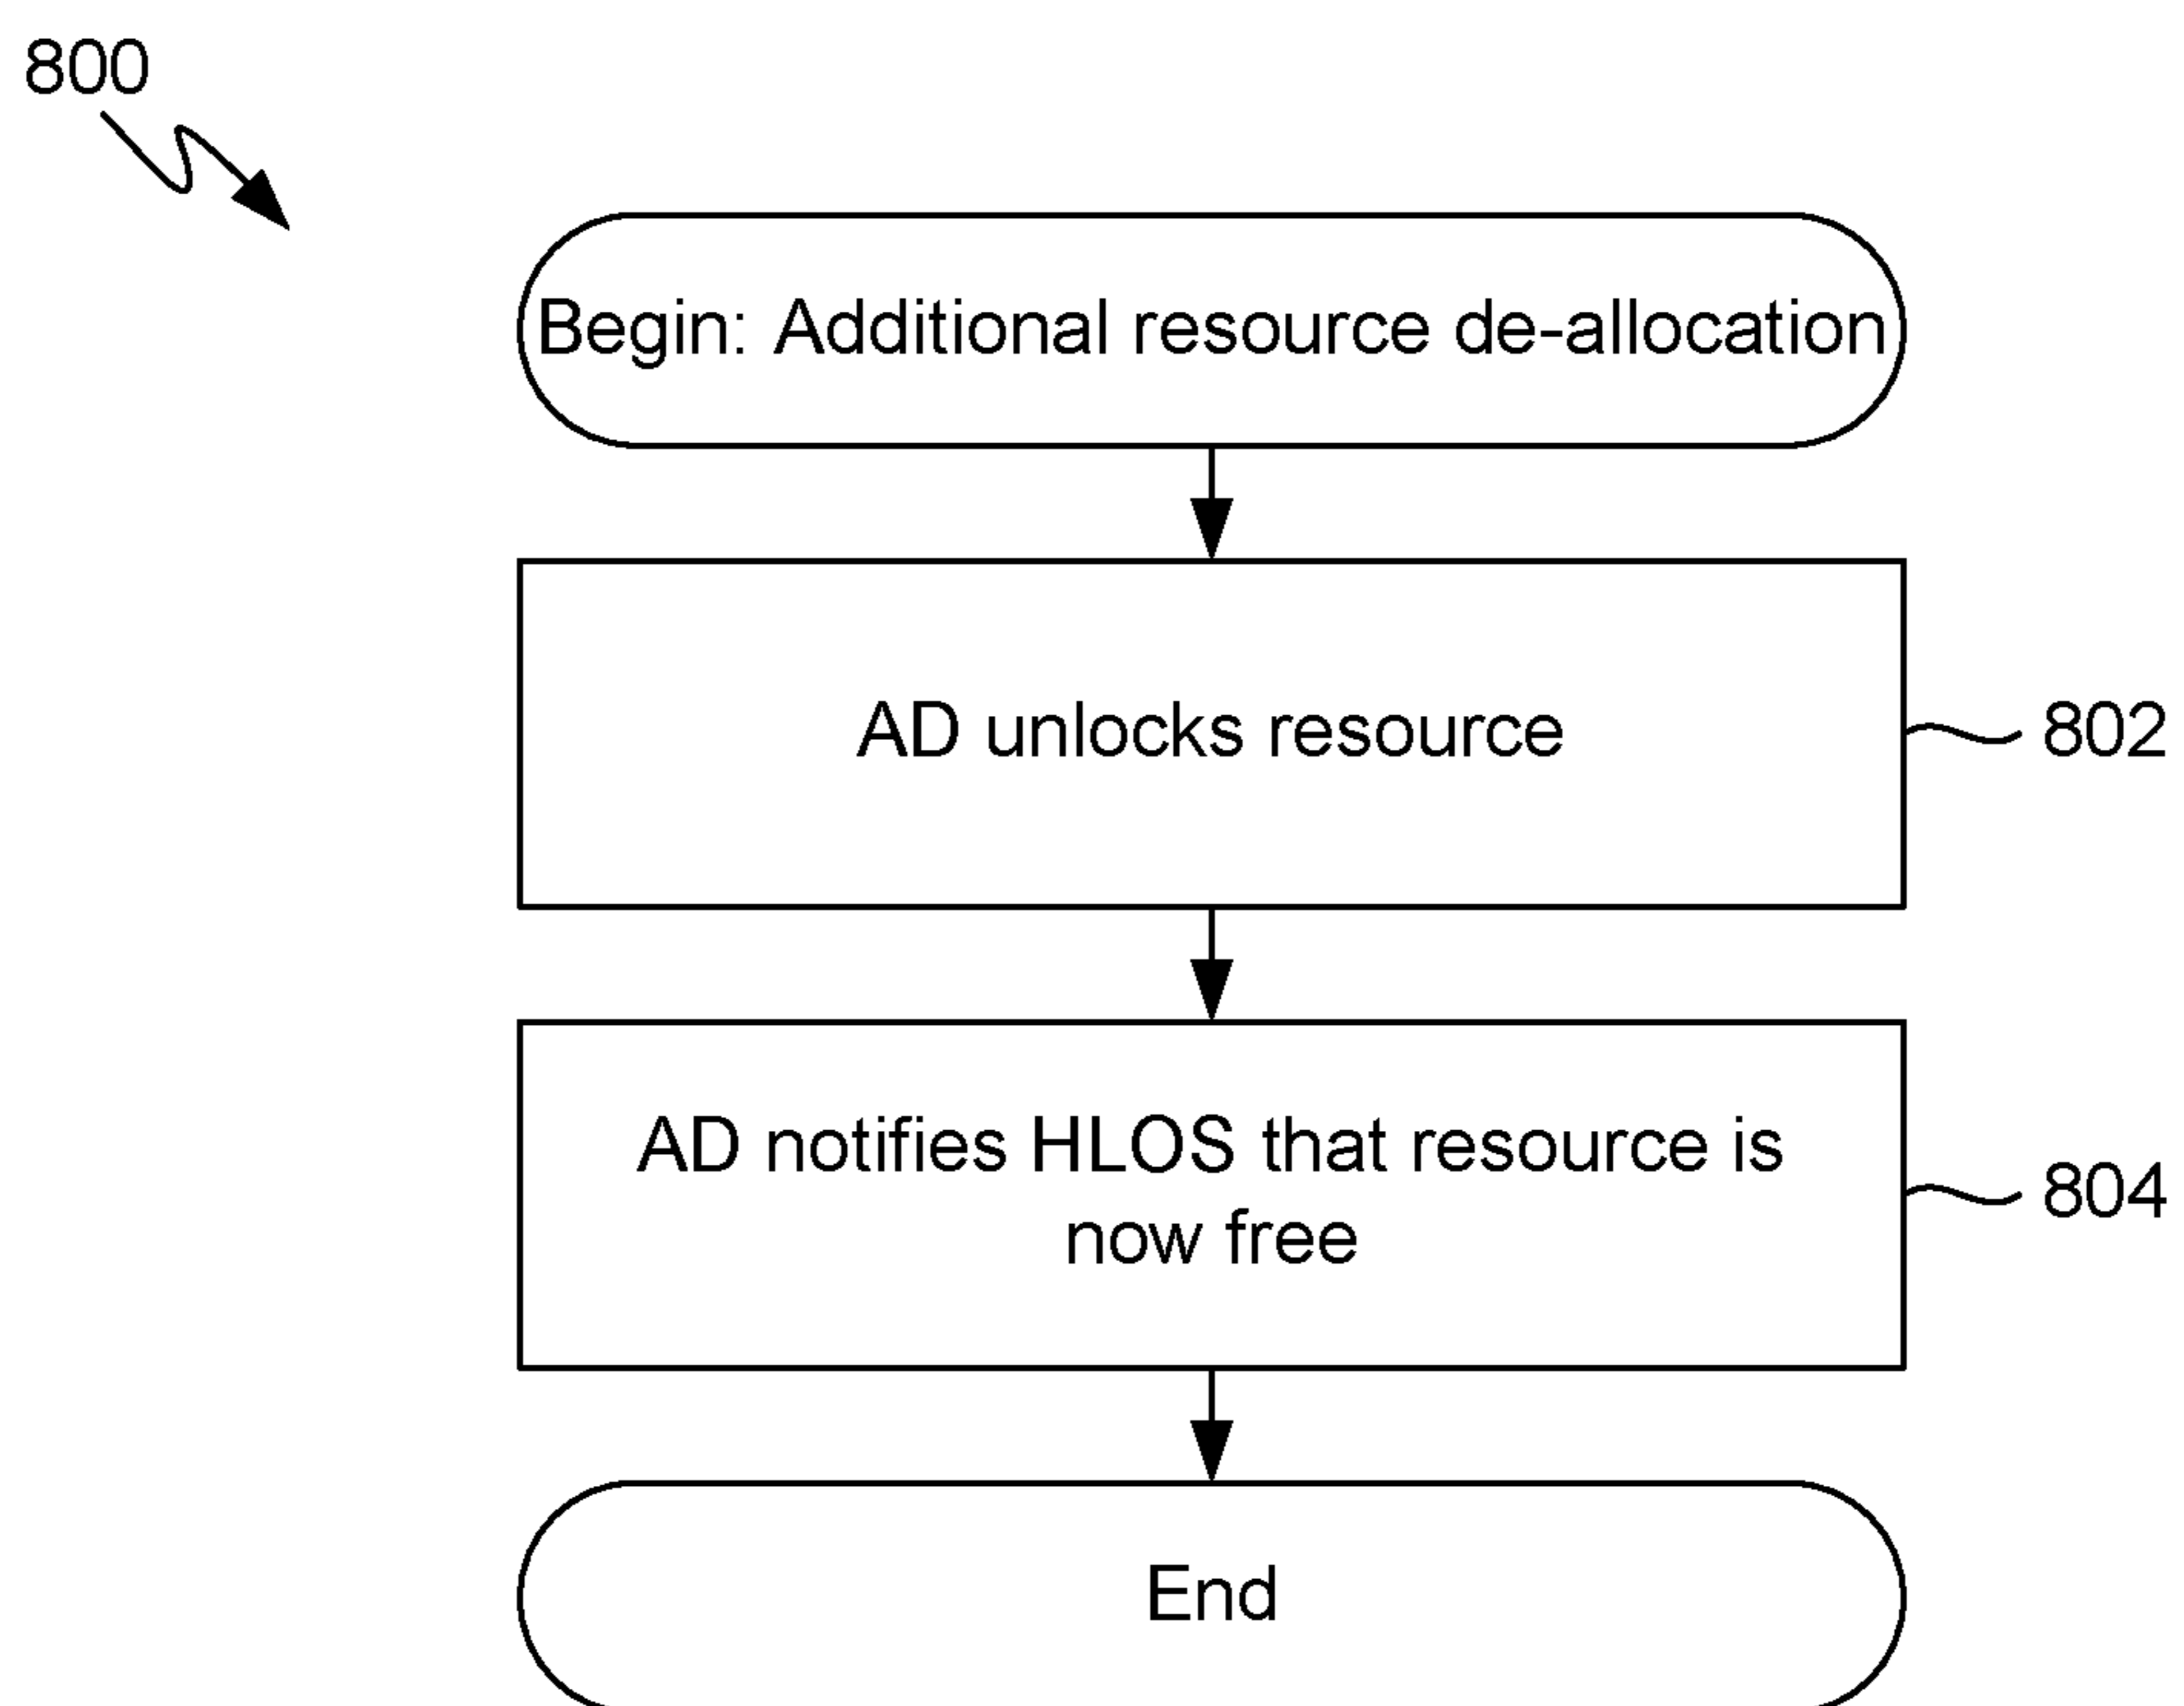 800
Begin: Additional resource de-allocation
AD unlocks resource
802
AD notifies HLOS that resource is
now free
804
End